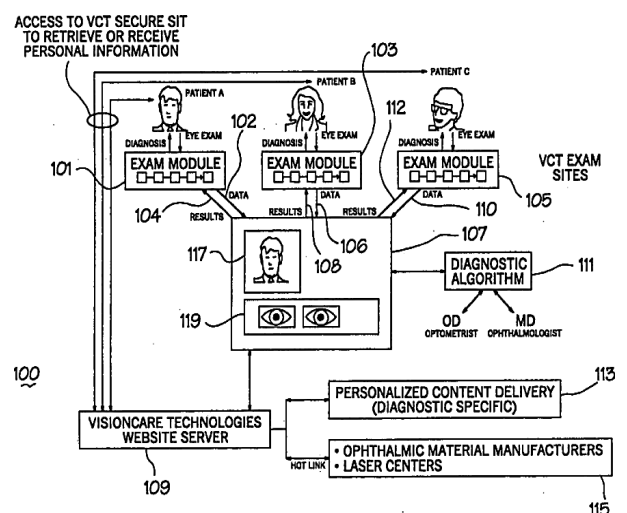 ACCESS TO VCT SECURE SIT
TO RETRIEVE OR RECEIVE
PERSONAL INFORMATION
103
PATIENT A
PATIENT B
PATIENT C
102
112
DIAGNOSIS
EYE EXAM
DIAGNOSIS
EYE EXAM
DIAGNOSIS
EYE EXAM
101
EXAM MODULE
EXAM MODULE
EXAM MODULE
VCT EXAM
SITES
105
104
RESULTS
DATA
RESULTS
DATA
RESULTS
DATA
110
106
108
107
117
DIAGNOSTIC
ALGORITHM
111
119
OD
OPTOMETRIST
MD
OPHTHALMOLOGIST
100
113
PERSONALIZED CONTENT DELIVERY
(DIAGNOSTIC SPECIFIC)
VISIONCARE TECHNOLOGIES
WEBSITE SERVER
109
HOT LINK
• OPHTHALMIC MATERIAL MANUFACTURERS
• LASER CENTERS
115